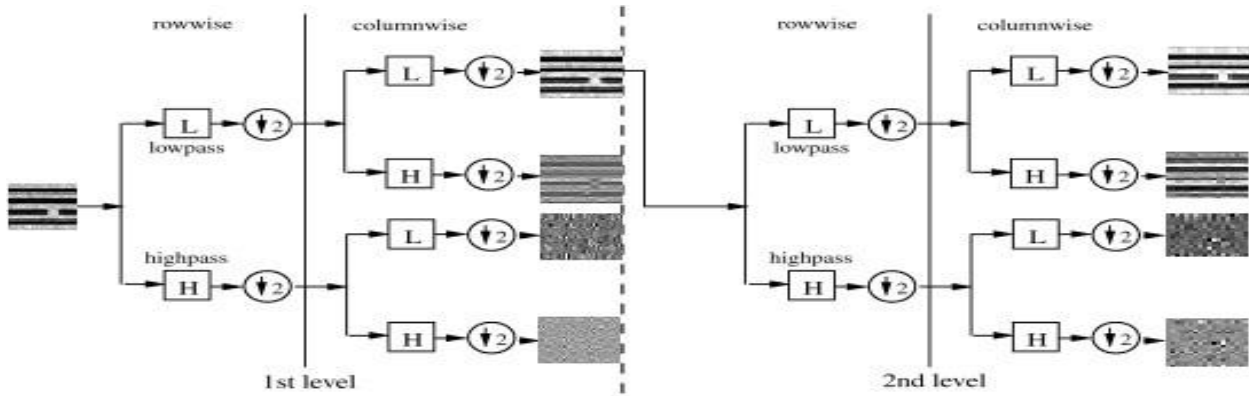 rowwise columnwise rowwise columnwise
L ↓2 L ↓2
L ↓2 L ↓2
lowpass lowpass
H ↓2 H ↓2
L ↓2 L ↓2
highpass highpass
H ↓2 H ↓2
H ↓2 H ↓2
1st level 2nd level